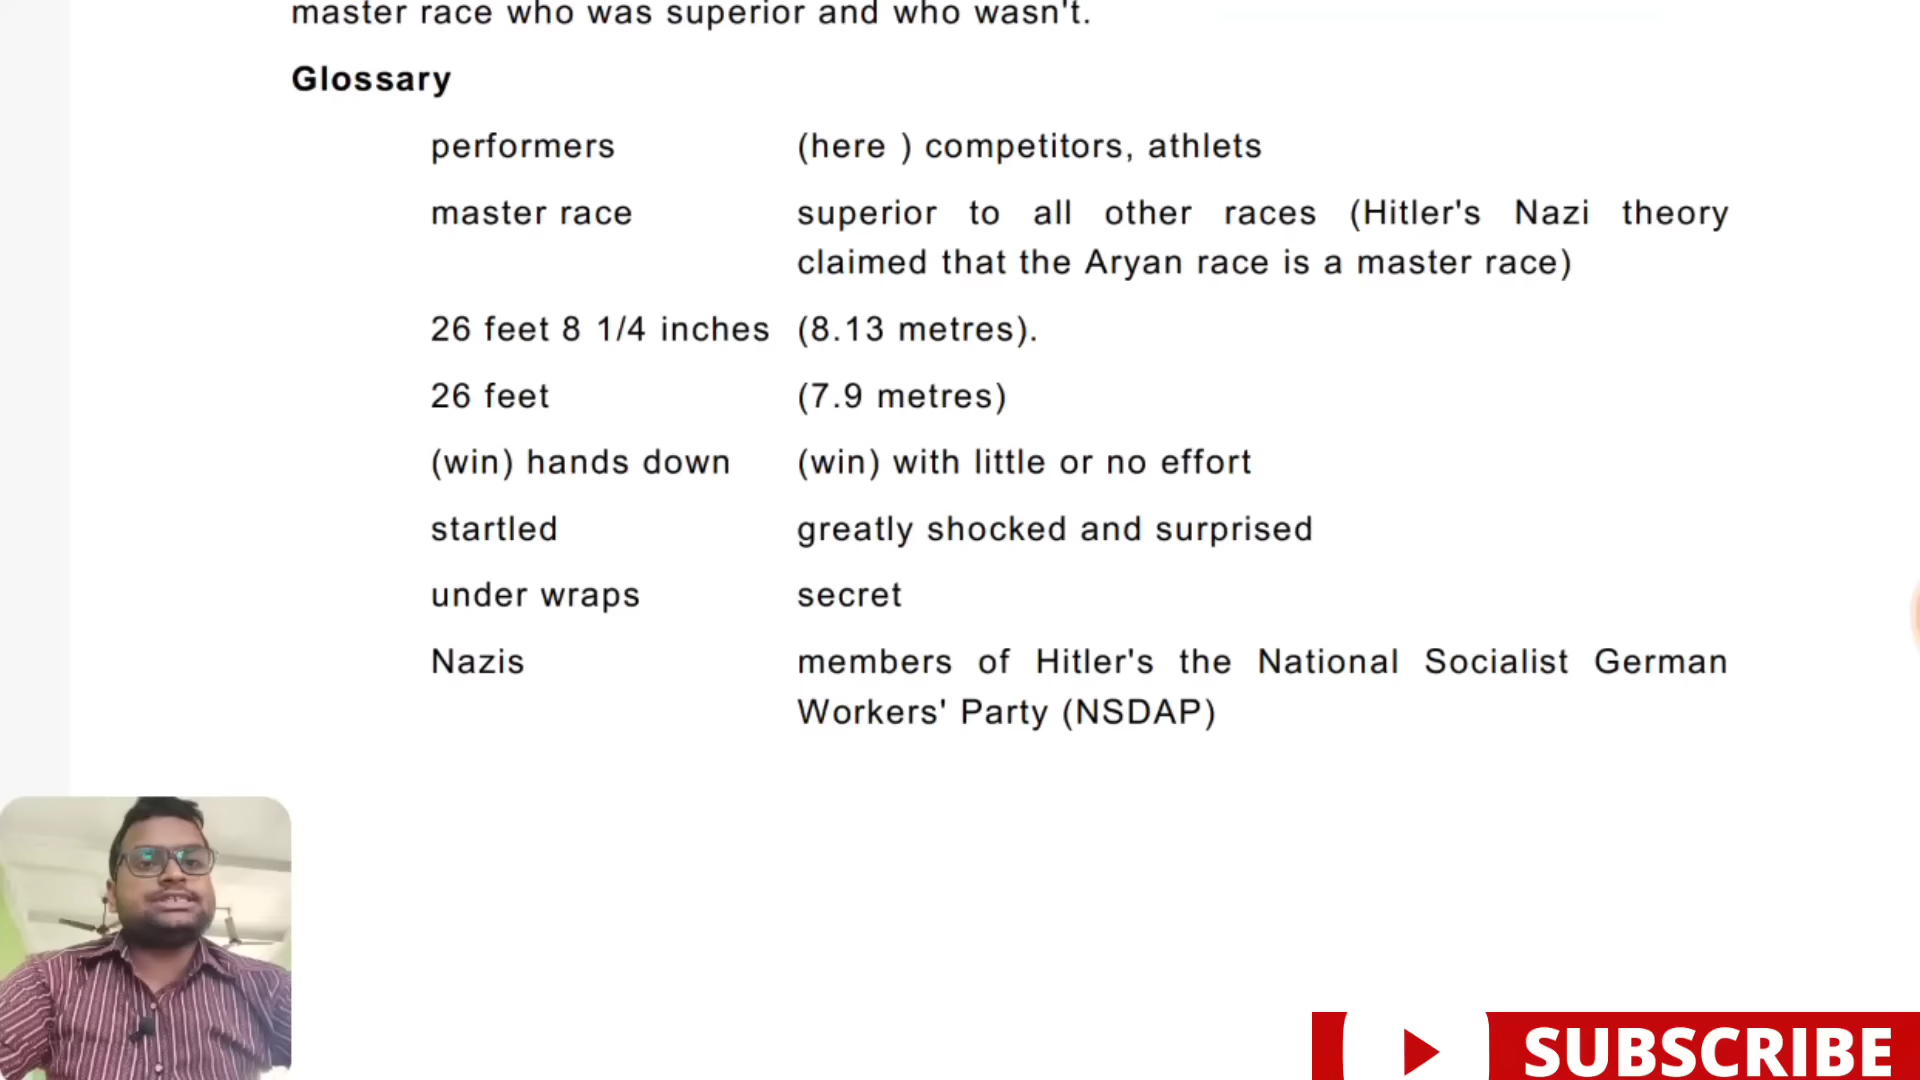 master race who was superior and who wasn't.
Glossary
performers (here ) competitors, athlets
master race superior to all other races (Hitler's Nazi theory
claimed that the Aryan race is a master race)
26 feet 8 1/4 inches (8.13 metres).
26 feet (7.9 metres)
(win) hands down (win) with little or no effort
startled greatly shocked and surprised
under wraps secret
Nazis members of Hitler's the National Socialist German
Workers' Party (NSDAP)
SUBSCRIBE